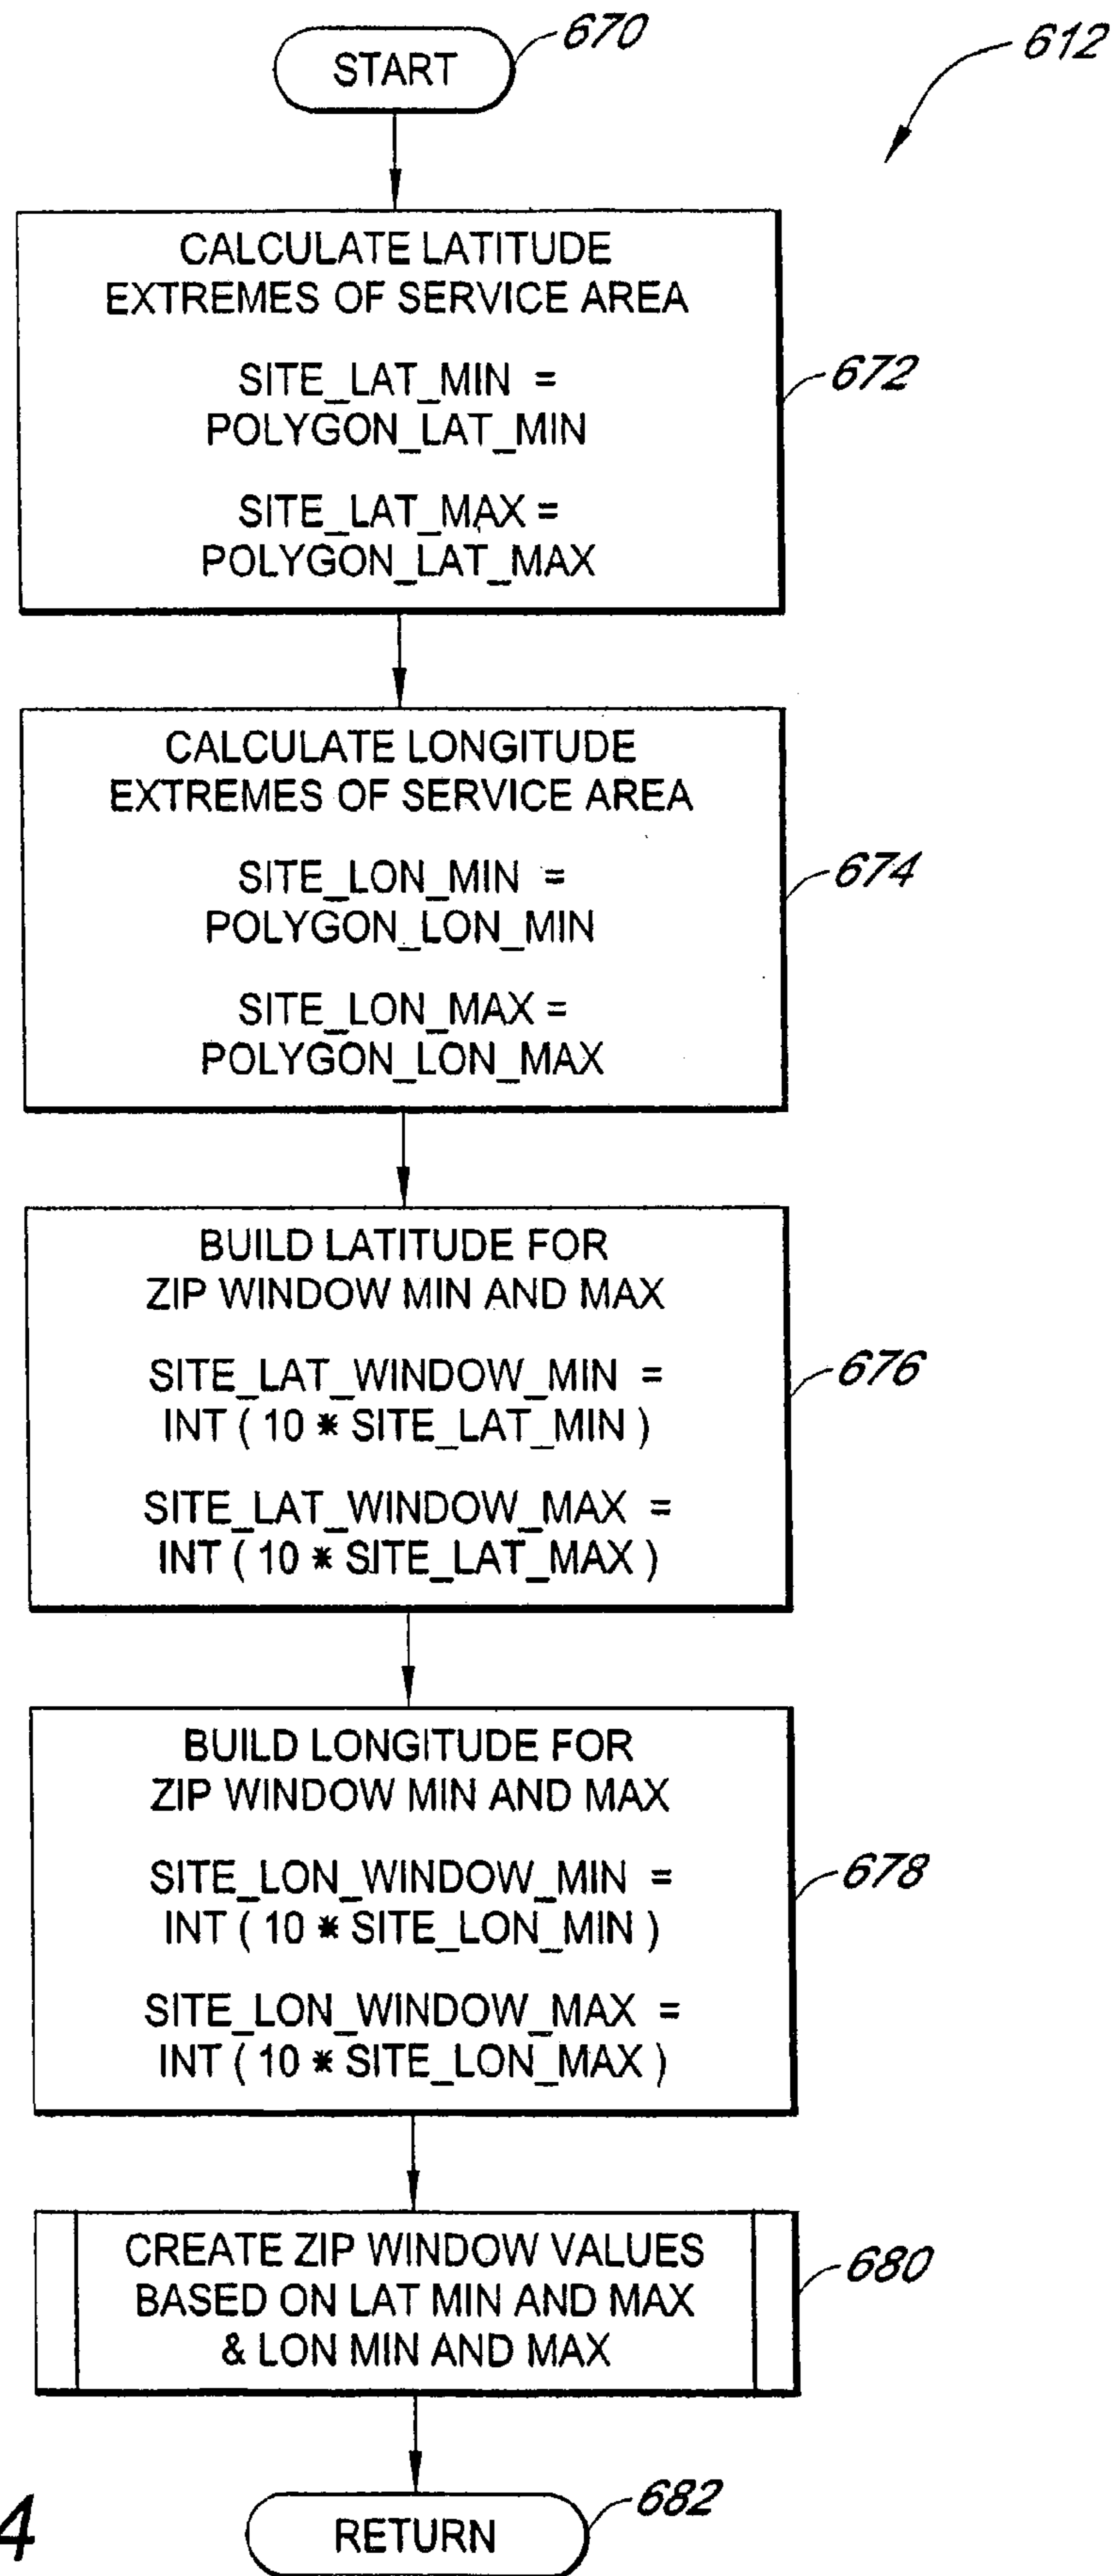 START
670
612
CALCULATE LATITUDE
EXTREMES OF SERVICE AREA
SITE_LAT_MIN =
POLYGON_LAT_MIN
SITE_LAT_MAX =
POLYGON_LAT_MAX
672
CALCULATE LONGITUDE
EXTREMES OF SERVICE AREA
SITE_LON_MIN =
POLYGON_LON_MIN
SITE_LON_MAX =
POLYGON_LON_MAX
674
BUILD LATITUDE FOR
ZIP WINDOW MIN AND MAX
SITE_LAT_WINDOW_MIN =
INT ( 10 * SITE_LAT_MIN )
SITE_LAT_WINDOW_MAX =
INT ( 10 * SITE_LAT_MAX )
676
BUILD LONGITUDE FOR
ZIP WINDOW MIN AND MAX
SITE_LON_WINDOW_MIN =
INT ( 10 * SITE_LON_MIN )
SITE_LON_WINDOW_MAX =
INT ( 10 * SITE_LON_MAX )
678
CREATE ZIP WINDOW VALUES
BASED ON LAT MIN AND MAX
& LON MIN AND MAX
680
RETURN
682
4